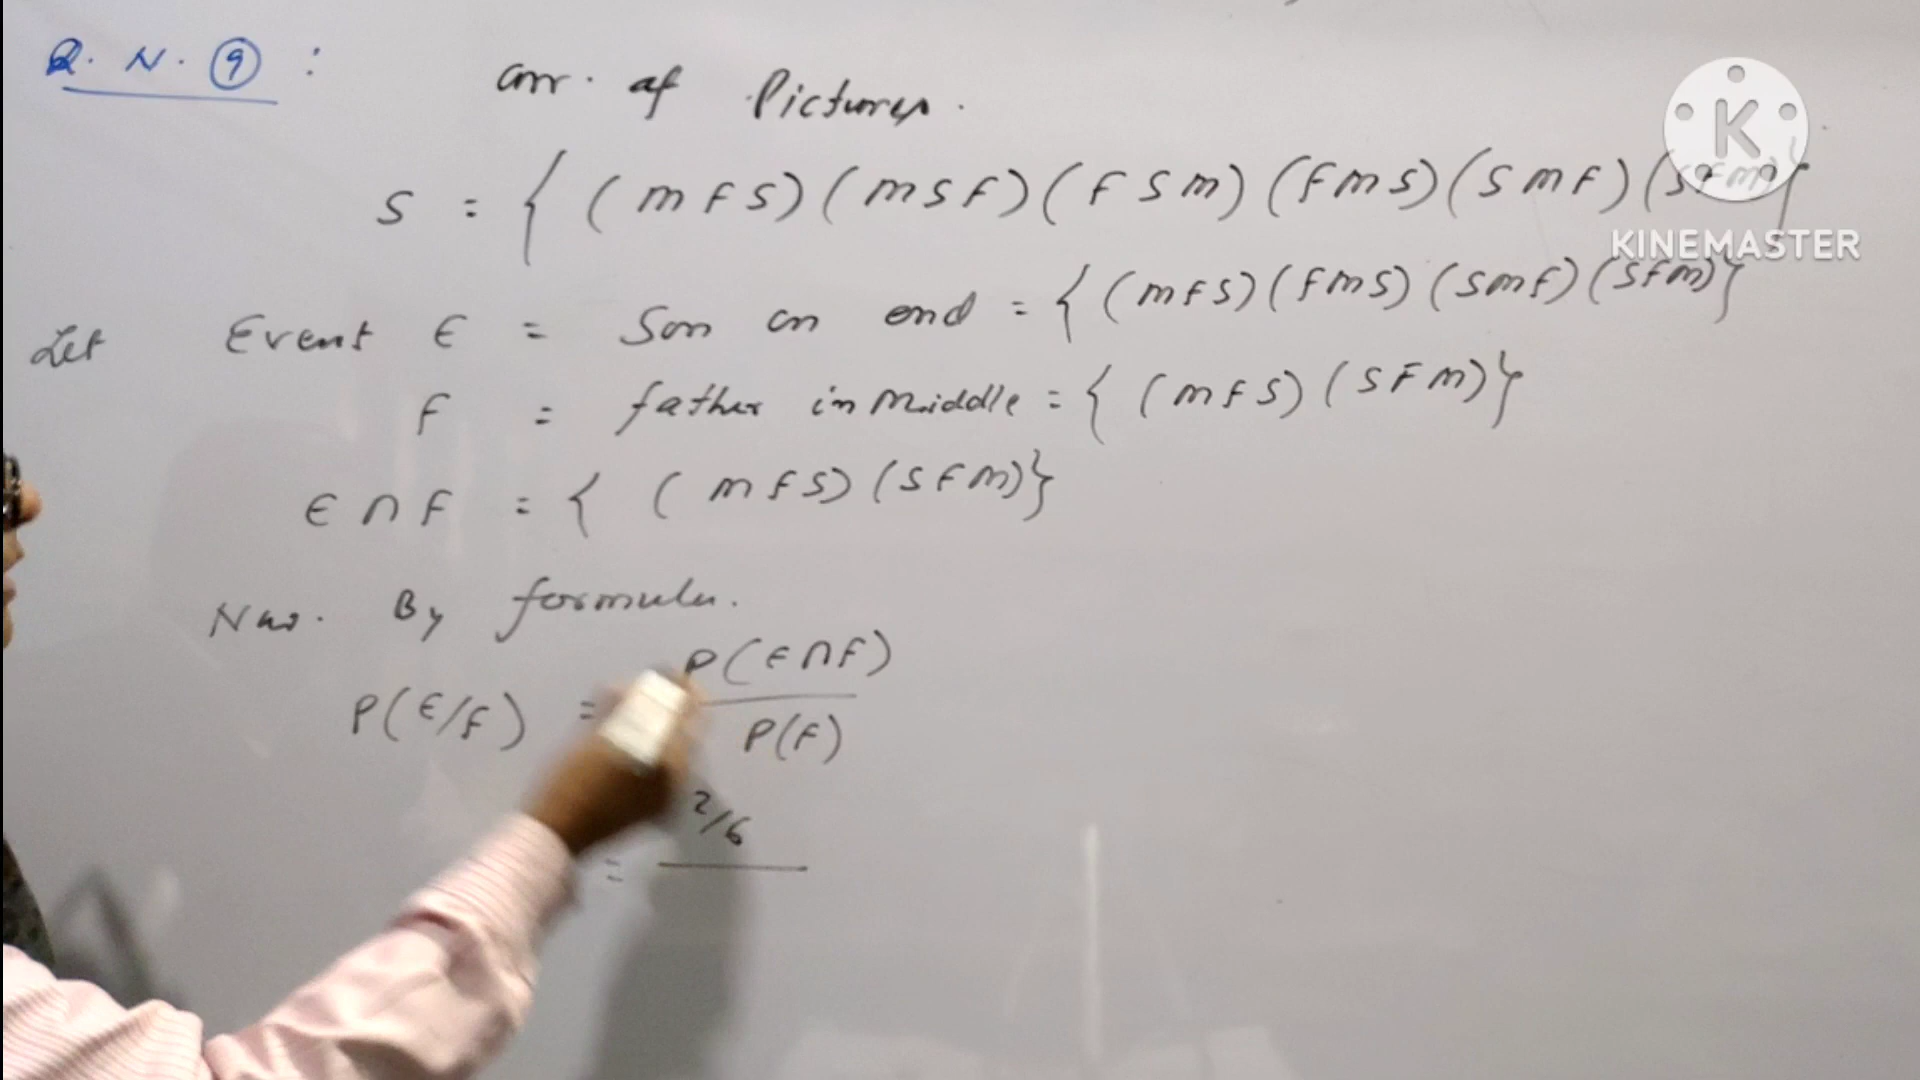 Q. N. 9 :
arr. of Pictures.
S = { (mfs) (msf) (fsm) (fms) (smf) (sfm) }
K
KINEMASTER
Let Event E = Son on end = { (mfs) (fms) (smf) (sfm) }
F = father in middle = { (mfs) (sfm) }
E ∩ F = { (mfs) (sfm) }
Now. By formula.
P(E/F) = P(E∩F)
P(F)
= 2/6